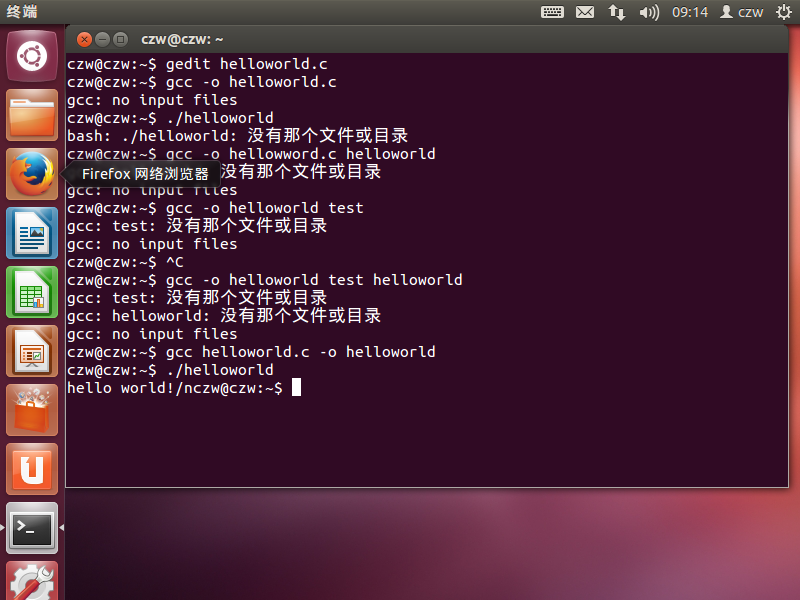 终端
09:14
czw
czw@czw: ~
czw@czw:~$ gedit helloworld.c
czw@czw:~$ gcc -o helloworld.c
gcc: no input files
czw@czw:~$ ./helloworld
bash: ./helloworld: 没有那个文件或目录
czw@czw:~$ gcc -o hellowword.c helloworld
没有那个文件或目录
Firefox 网络浏览器
gcc: no input files
czw@czw:~$ gcc -o helloworld test
gcc: test: 没有那个文件或目录
gcc: no input files
czw@czw:~$ ^C
czw@czw:~$ gcc -o helloworld test helloworld
gcc: test: 没有那个文件或目录
gcc: helloworld: 没有那个文件或目录
gcc: no input files
czw@czw:~$ gcc helloworld.c -o helloworld
czw@czw:~$ ./helloworld
hello world!/nczw@czw:~$